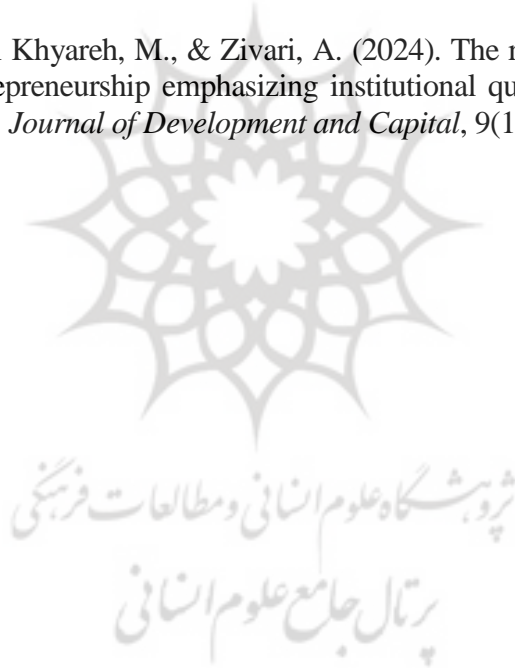 Khyareh, M., & Zivari, A. (2024). The
epreneurship emphasizing institutional
Journal of Development and Capital, 9(1
پژوهشگاه علوم انسانی و مطالعات فرهنگی
پرتال جامع علوم انسانی